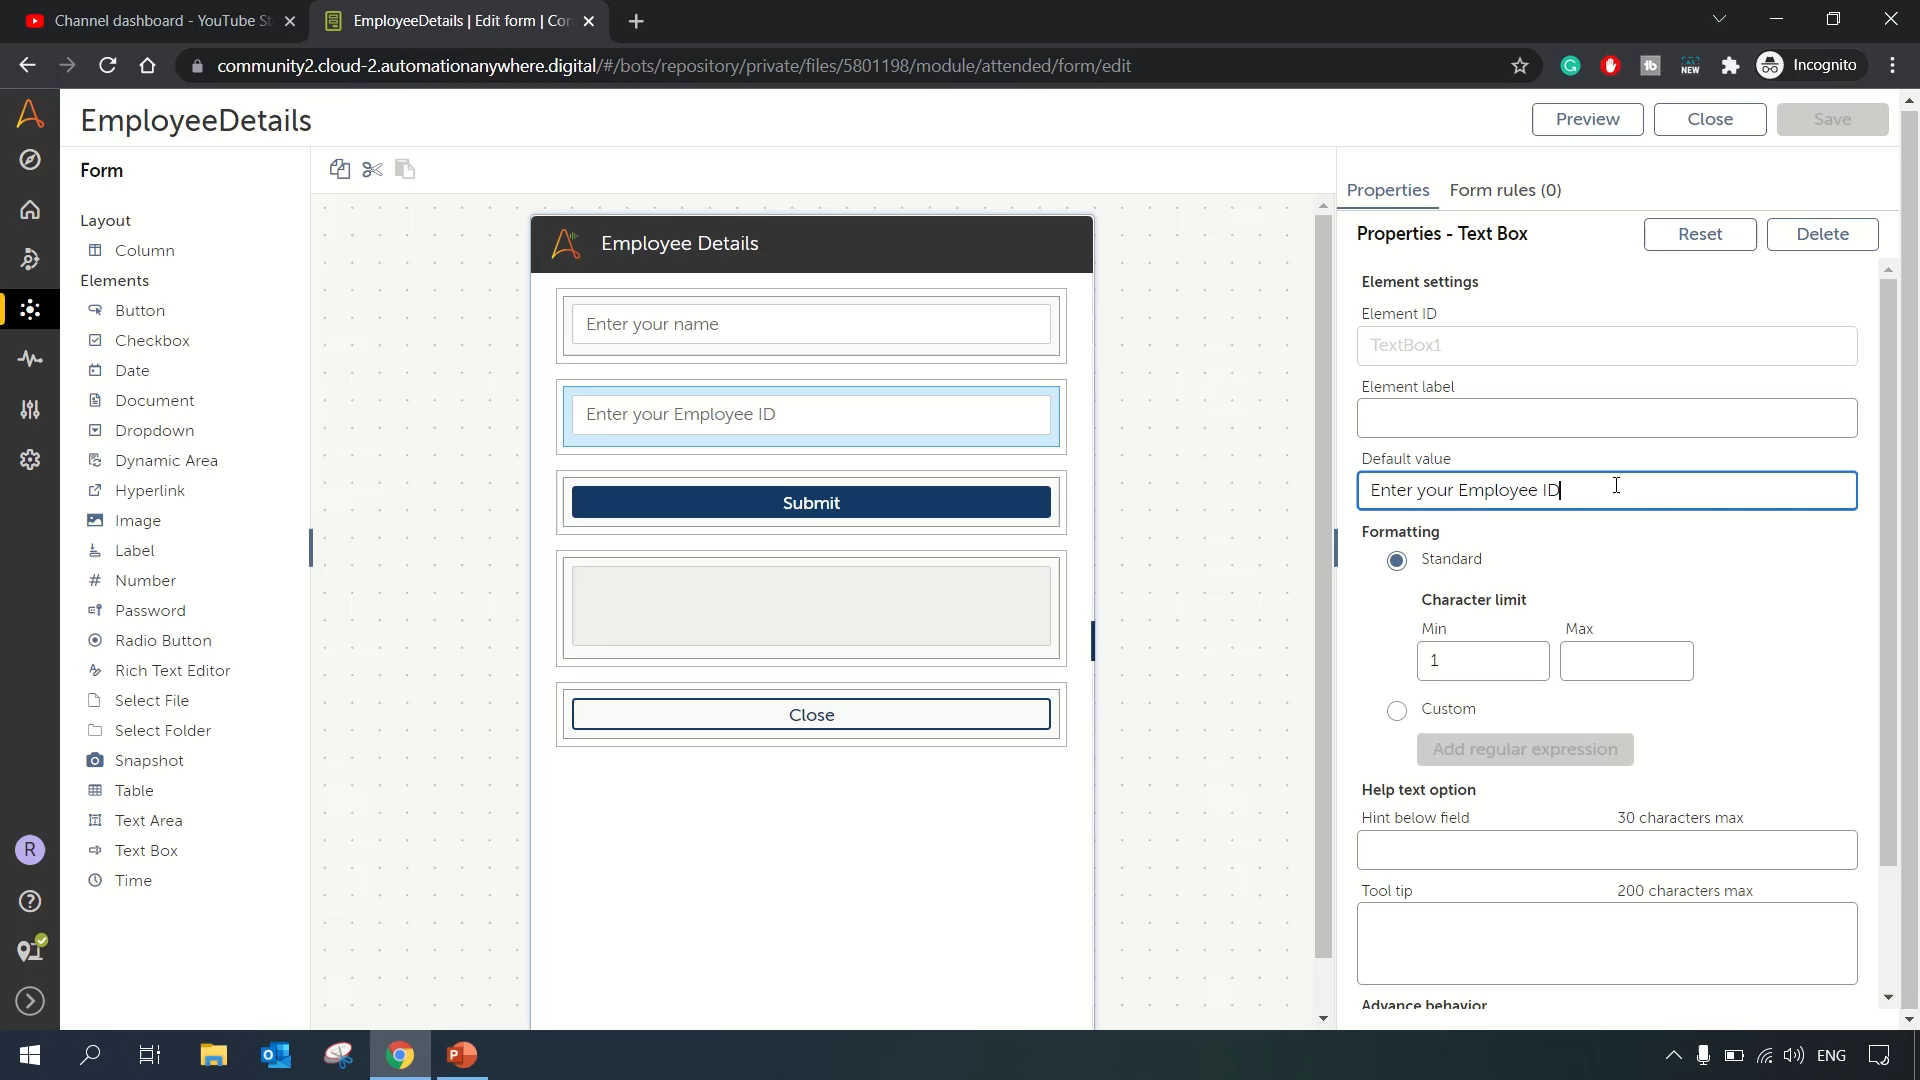 Channel dashboard - YouTube St
EmployeeDetails | Edit form | Con
community2.cloud-2.automationanywhere.digital/#/bots/repository/private/files/5801198/module/attended/form/edit
NEW
Incognito
EmployeeDetails
Preview
Close
Save
Form
Layout
Column
Elements
Button
Checkbox
Date
Document
Dropdown
Dynamic Area
Hyperlink
Image
Label
Number
Password
Radio Button
Rich Text Editor
Select File
Select Folder
Snapshot
Table
Text Area
Text Box
Time
R
Employee Details
Enter your name
Enter your Employee ID
Submit
Close
Properties
Form rules (0)
Properties - Text Box
Reset
Delete
Element settings
Element ID
TextBox1
Element label
Default value
Enter your Employee ID
Formatting
Standard
Character limit
Min
Max
1
Custom
Add regular expression
Help text option
Hint below field
30 characters max
Tool tip
200 characters max
Advance behavior
ENG